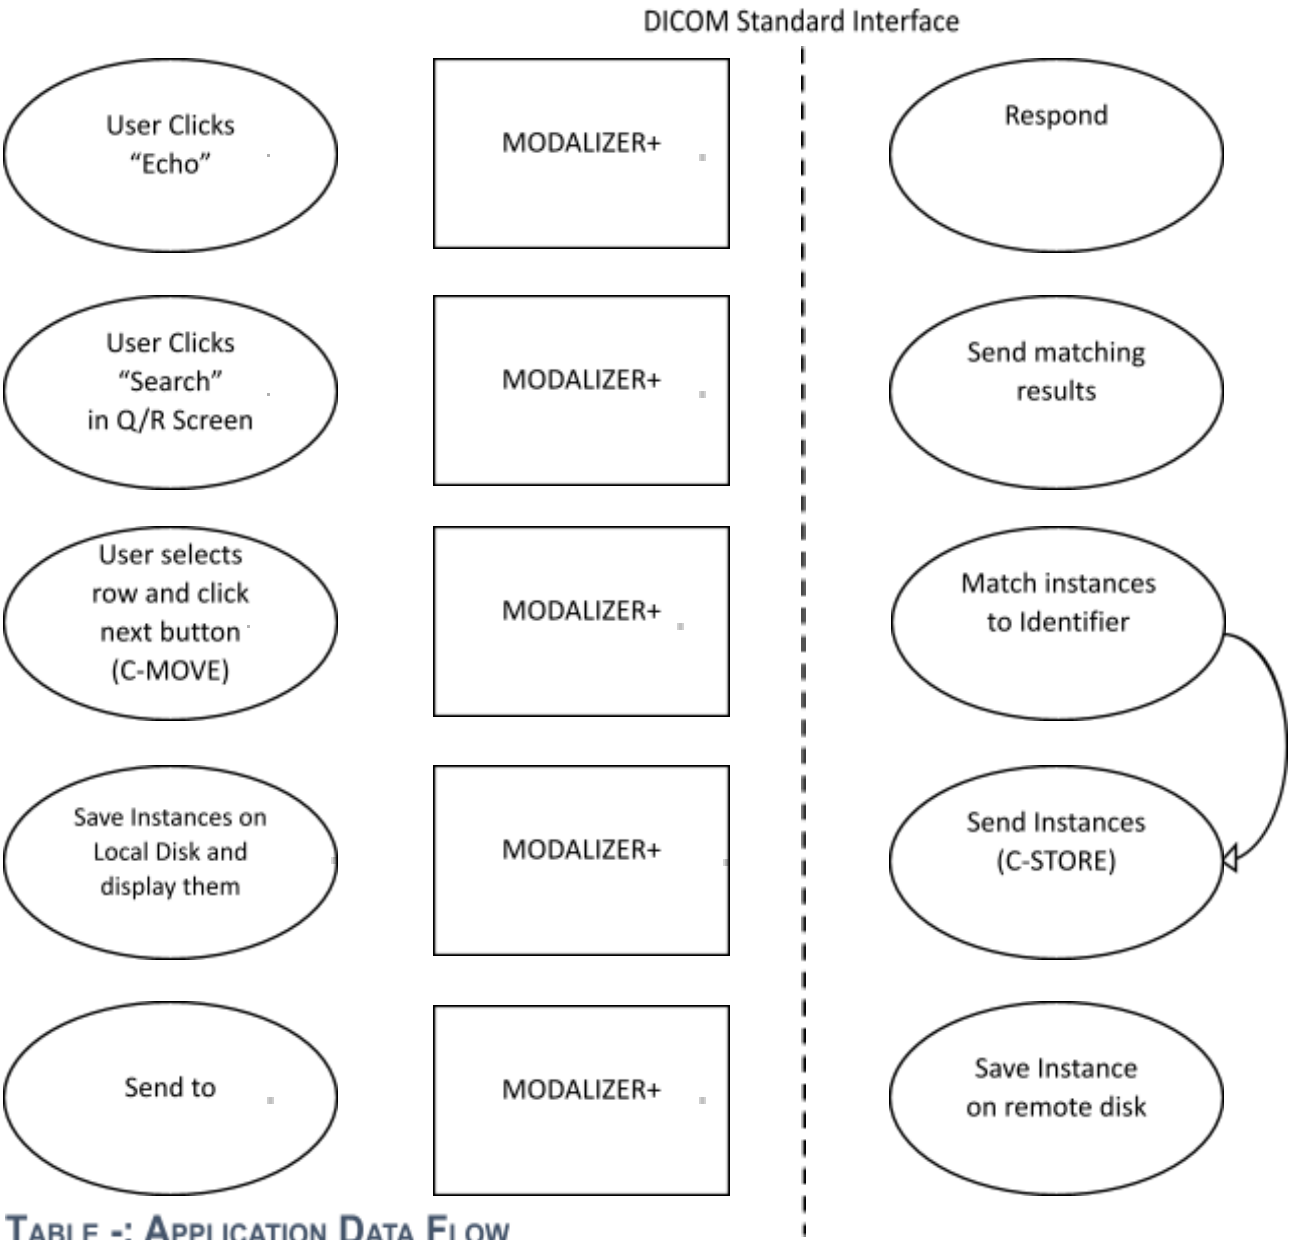 DICOM Standard Interface
User Clicks
“Echo”
MODALIZER+
Respond
User Clicks
“Search”
in Q/R Screen
MODALIZER+
Send matching
results
User selects
row and click
next button
(C-MOVE)
MODALIZER+
Match instances
to Identifier
Save Instances on
Local Disk and
display them
MODALIZER+
Send Instances
(C-STORE)
Send to
MODALIZER+
Save Instance
on remote disk
TABLE -: APPLICATION DATA FLOW